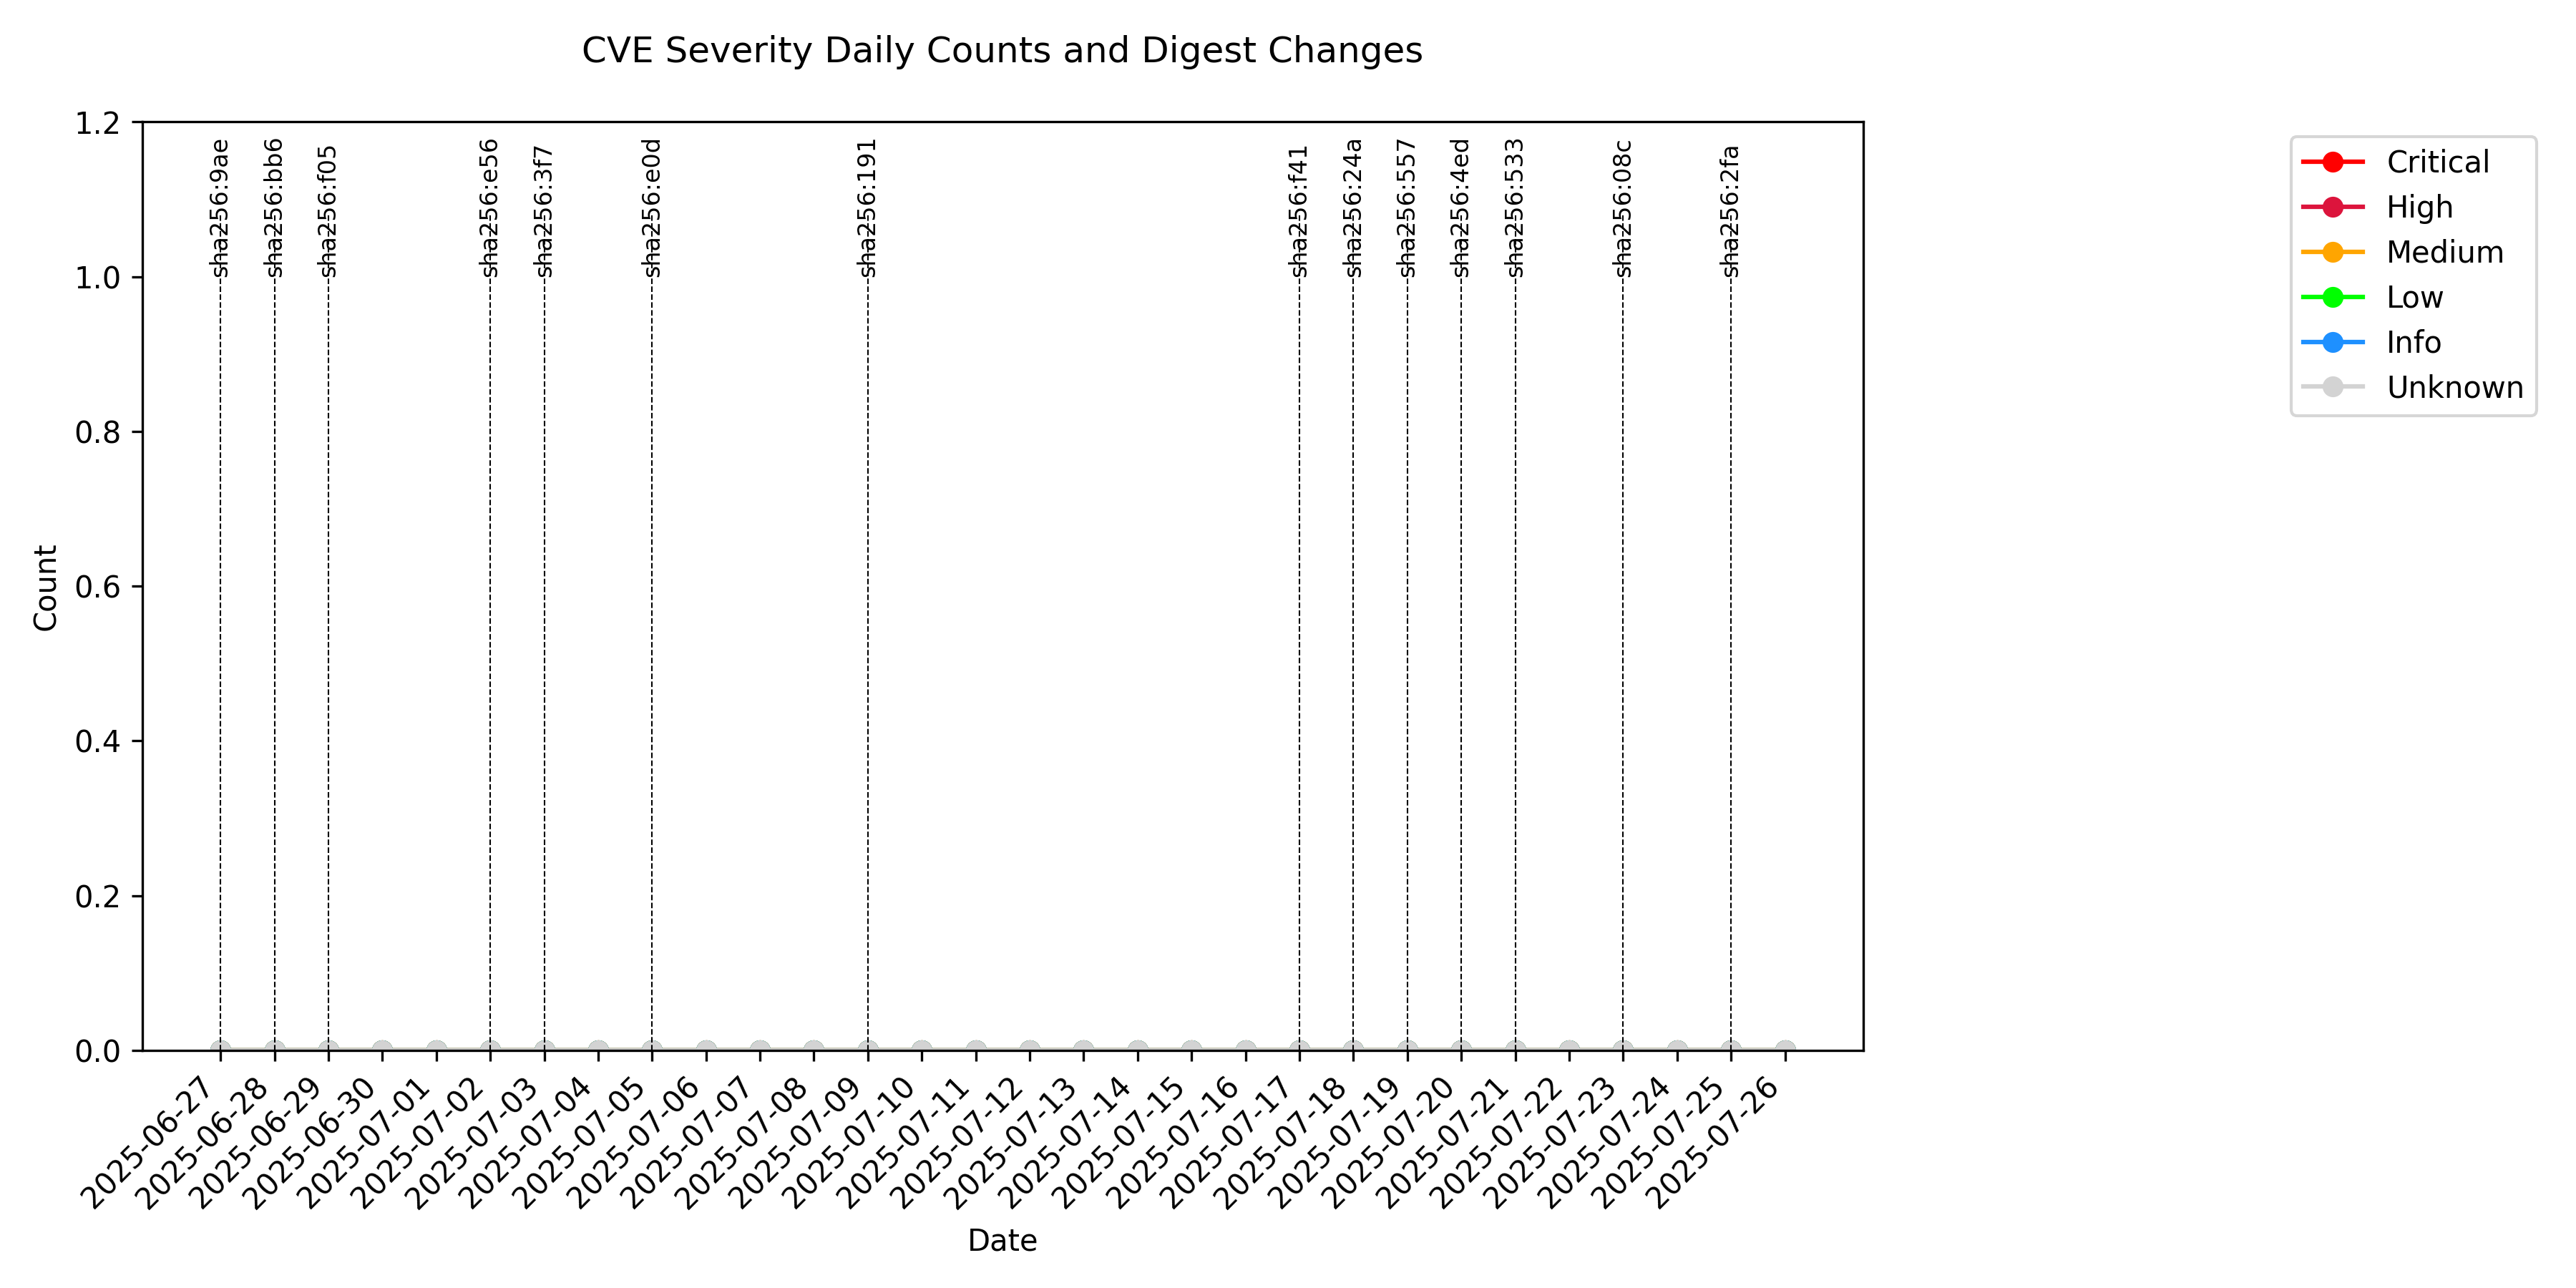 CVE Severity Daily Counts and Digest Changes
1.2
1.0
0.8
0.6
0.4
0.2
0.0
Count
sha256:9ae
sha256:bb6
sha256:f05
sha256:e56
sha256:3f7
sha256:e0d
sha256:191
sha256:f41
sha256:24a
sha256:557
sha256:4ed
sha256:533
sha256:08c
sha256:2fa
2025-06-27
2025-06-28
2025-06-29
2025-06-30
2025-07-01
2025-07-02
2025-07-03
2025-07-04
2025-07-05
2025-07-06
2025-07-07
2025-07-08
2025-07-09
2025-07-10
2025-07-11
2025-07-12
2025-07-13
2025-07-14
2025-07-15
2025-07-16
2025-07-17
2025-07-18
2025-07-19
2025-07-20
2025-07-21
2025-07-22
2025-07-23
2025-07-24
2025-07-25
2025-07-26
Date
Critical
High
Medium
Low
Info
Unknown